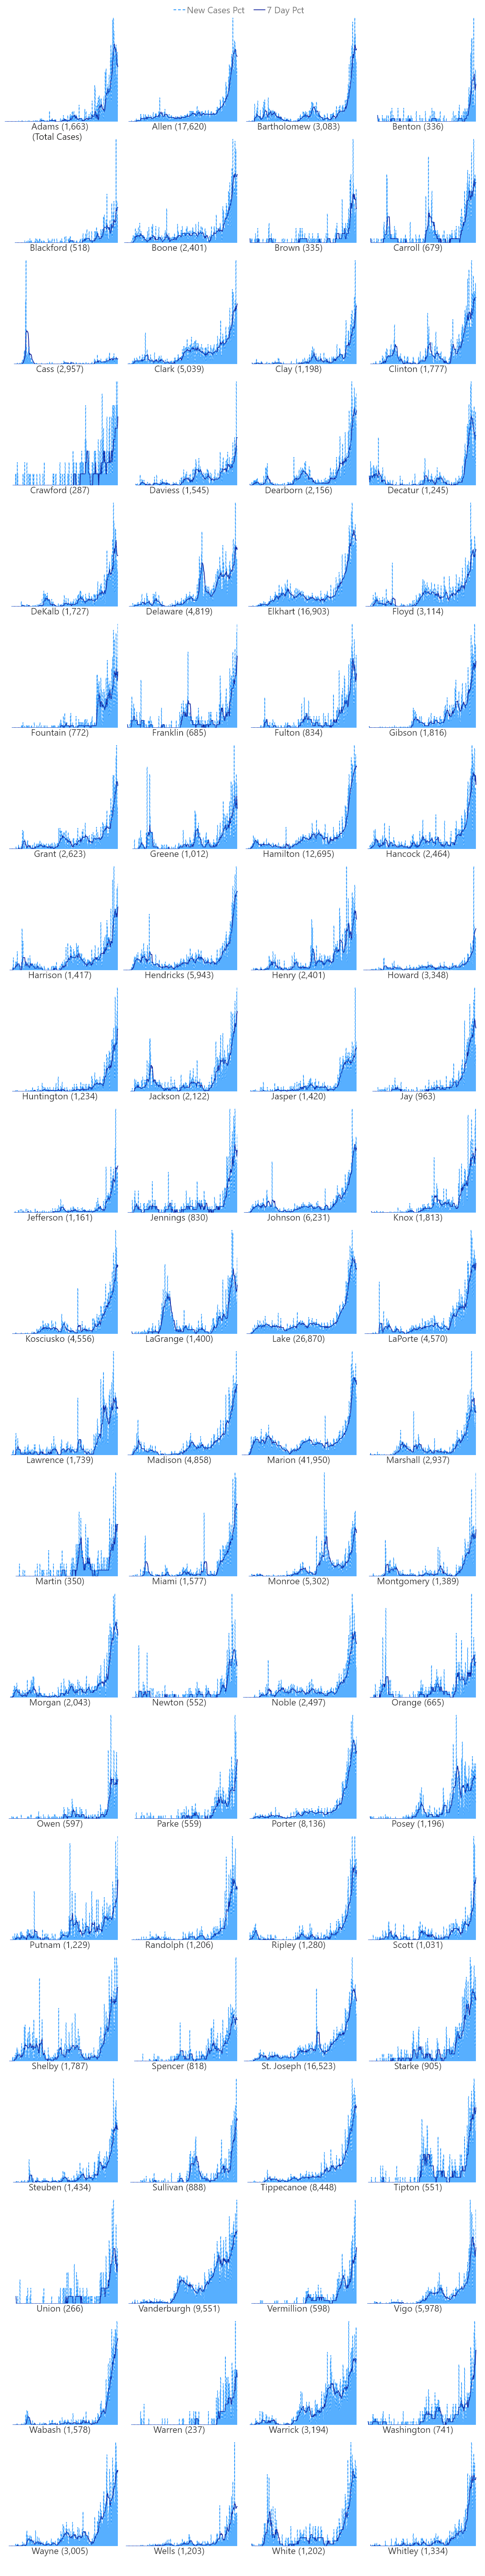 New Cases Pct 7 Day Pct
Adams (1,663) Allen (17,620) Bartholomew (3,083) Benton (336)
(Total Cases)
Blackford (518) Boone (2,401) Brown (335) Carroll (679)
Cass (2,957) Clark (5,039) Clay (1,198) Clinton (1,777)
Crawford (287) Daviess (1,545) Dearborn (2,156) Decatur (1,245)
DeKalb (1,727) Delaware (4,819) Elkhart (16,903) Floyd (3,114)
Fountain (772) Franklin (685) Fulton (834) Gibson (1,816)
Grant (2,623) Greene (1,012) Hamilton (12,695) Hancock (2,464)
Harrison (1,417) Hendricks (5,943) Henry (2,401) Howard (3,348)
Huntington (1,234) Jackson (2,122) Jasper (1,420) Jay (963)
Jefferson (1,161) Jennings (830) Johnson (6,231) Knox (1,813)
Kosciusko (4,556) LaGrange (1,400) Lake (26,870) LaPorte (4,570)
Lawrence (1,739) Madison (4,858) Marion (41,950) Marshall (2,937)
Martin (350) Miami (1,577) Monroe (5,302) Montgomery (1,389)
Morgan (2,043) Newton (552) Noble (2,497) Orange (665)
Owen (597) Parke (559) Porter (8,136) Posey (1,196)
Putnam (1,229) Randolph (1,206) Ripley (1,280) Scott (1,031)
Shelby (1,787) Spencer (818) St. Joseph (16,523) Starke (905)
Steuben (1,434) Sullivan (888) Tippecanoe (8,448) Tipton (551)
Union (266) Vanderburgh (9,551) Vermillion (598) Vigo (5,978)
Wabash (1,578) Warren (237) Warrick (3,194) Washington (741)
Wayne (3,005) Wells (1,203) White (1,202) Whitley (1,334)